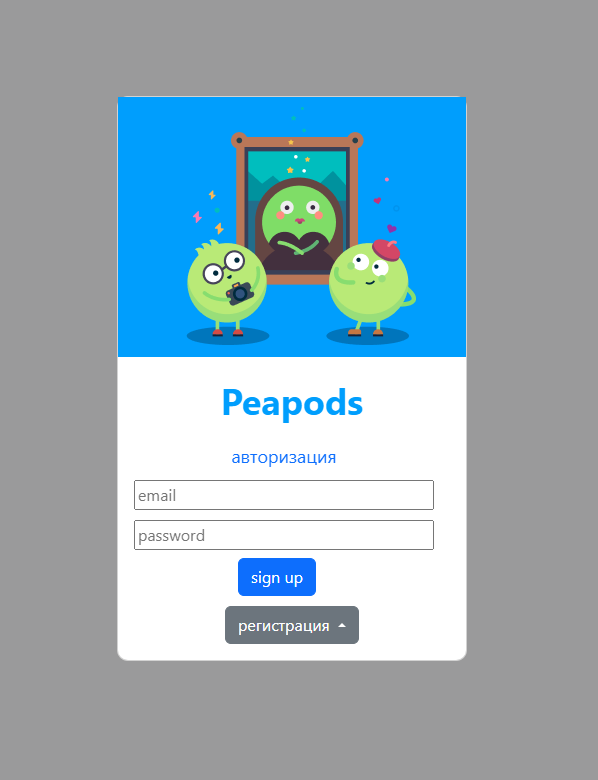 Peapods
авторизация
email
password
sign up
регистрация